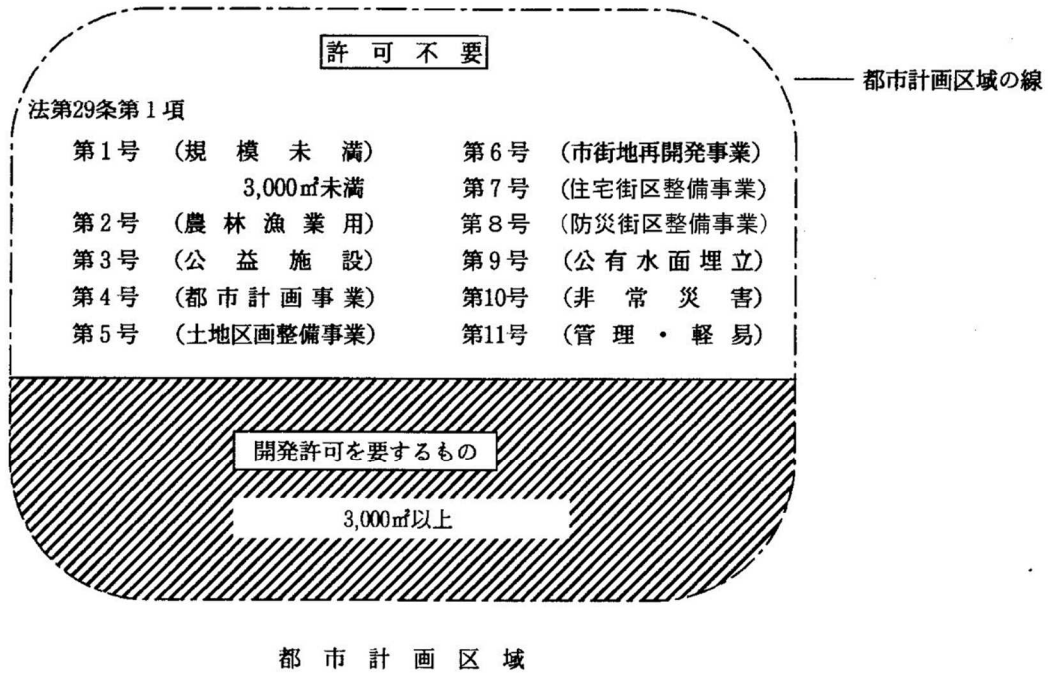 許可不要
都市計画区域の線
法第29条第1項
第1号 (規模未満)
3,000㎡未満
第2号 (農林漁業用)
第3号 (公益施設)
第4号 (都市計画事業)
第5号 (土地区画整備事業)
第6号 (市街地再開発事業)
第7号 (住宅街区整備事業)
第8号 (防災街区整備事業)
第9号 (公有水面埋立)
第10号 (非常災害)
第11号 (管理・軽易)
開発許可を要するもの
3,000㎡以上
都市計画区域